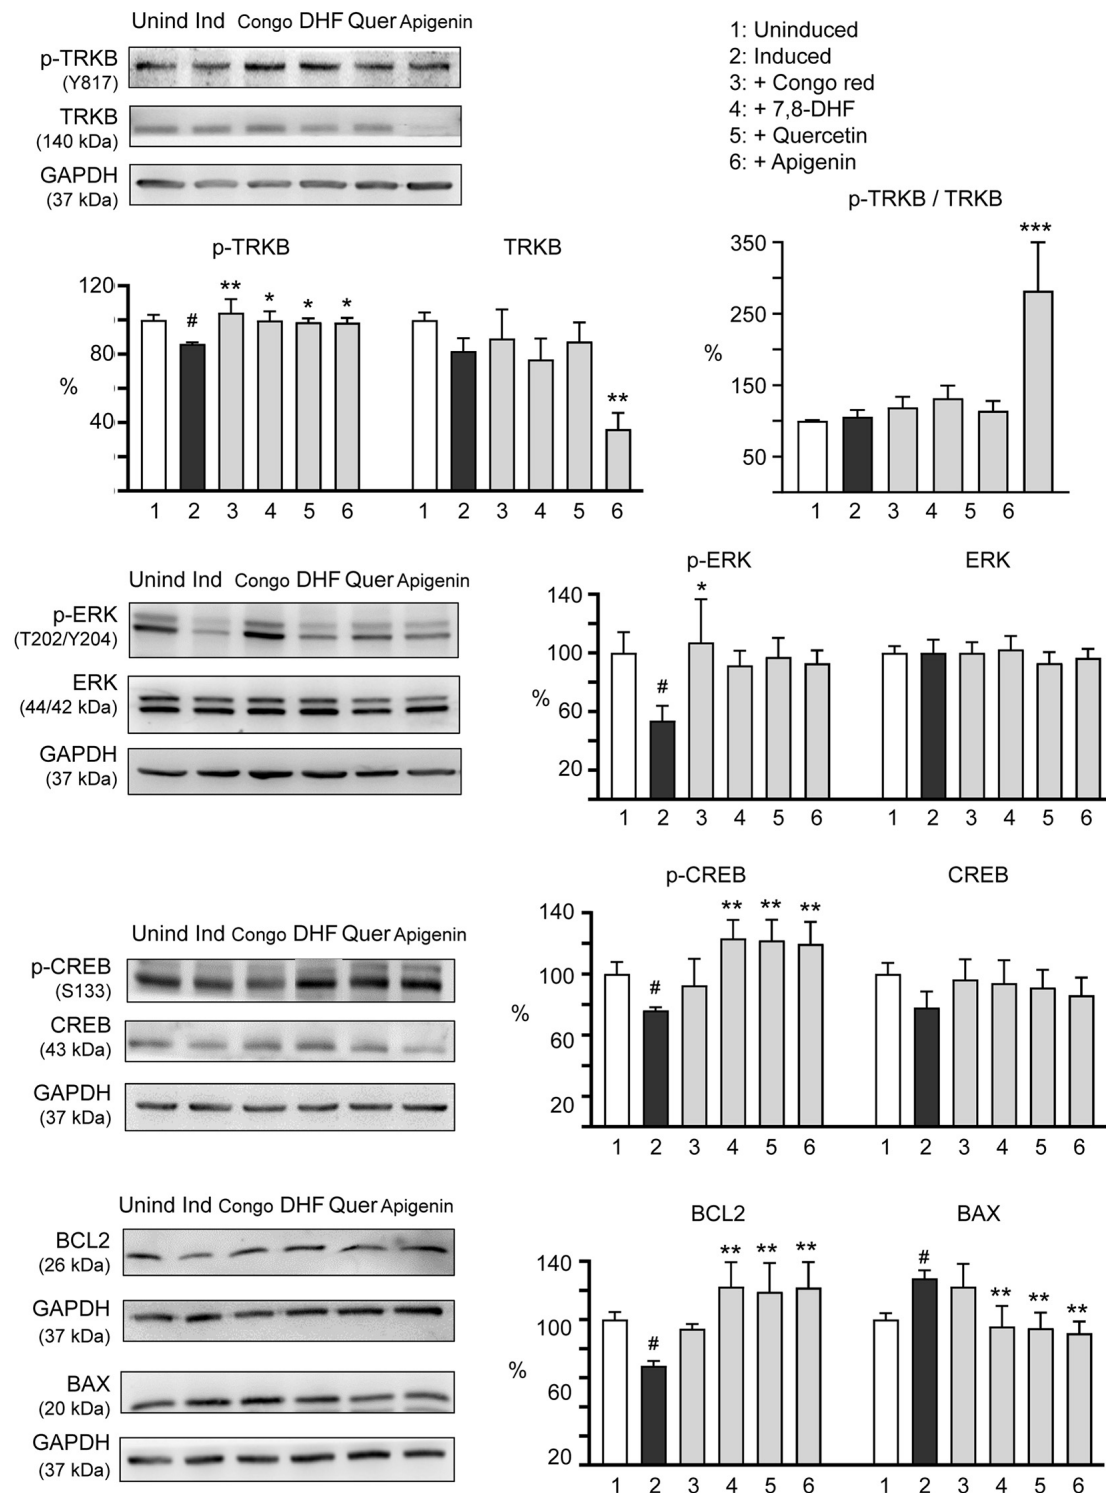 Unind Ind Congo DHF Quer Apigenin
p-TRKB
(Y817)
TRKB
(140 kDa)
GAPDH
(37 kDa)
1: Uninduced
2: Induced
3: + Congo red
4: + 7,8-DHF
5: + Quercetin
6: + Apigenin
p-TRKB
120
80
%
40
# ** * * *
1 2 3 4 5 6
TRKB
**
1 2 3 4 5 6
p-TRKB / TRKB
350
250
%
150
50
***
1 2 3 4 5 6
Unind Ind Congo DHF Quer Apigenin
p-ERK
(T202/Y204)
ERK
(44/42 kDa)
GAPDH
(37 kDa)
p-ERK
140
100
%
60
20
# *
1 2 3 4 5 6
ERK
1 2 3 4 5 6
Unind Ind Congo DHF Quer Apigenin
p-CREB
(S133)
CREB
(43 kDa)
GAPDH
(37 kDa)
p-CREB
140
100
%
60
20
# ** ** **
1 2 3 4 5 6
CREB
1 2 3 4 5 6
Unind Ind Congo DHF Quer Apigenin
BCL2
(26 kDa)
GAPDH
(37 kDa)
BAX
(20 kDa)
GAPDH
(37 kDa)
BCL2
140
100
%
60
20
# ** ** **
1 2 3 4 5 6
BAX
# ** ** **
1 2 3 4 5 6